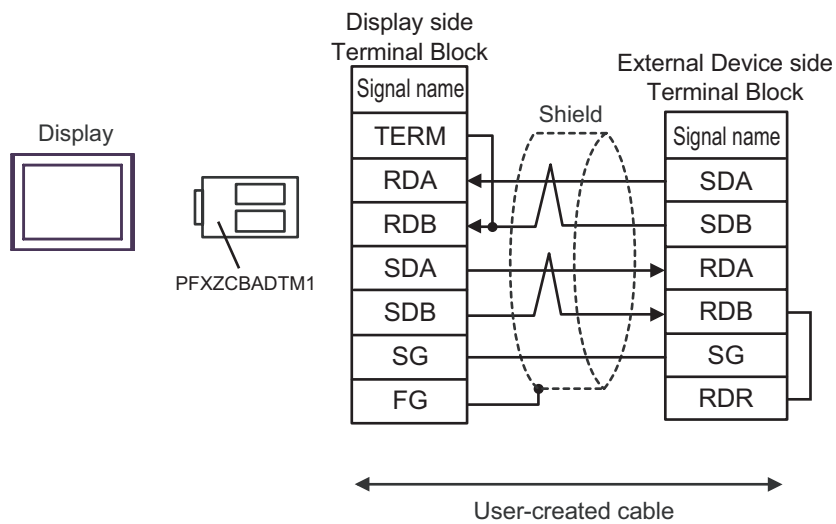 Display side
Terminal Block
External Device side
Terminal Block
Display
PFXZCBADTM1
Shield
Signal name
TERM
RDA
RDB
SDA
SDB
SG
FG
Signal name
SDA
SDB
RDA
RDB
SG
RDR
User-created cable